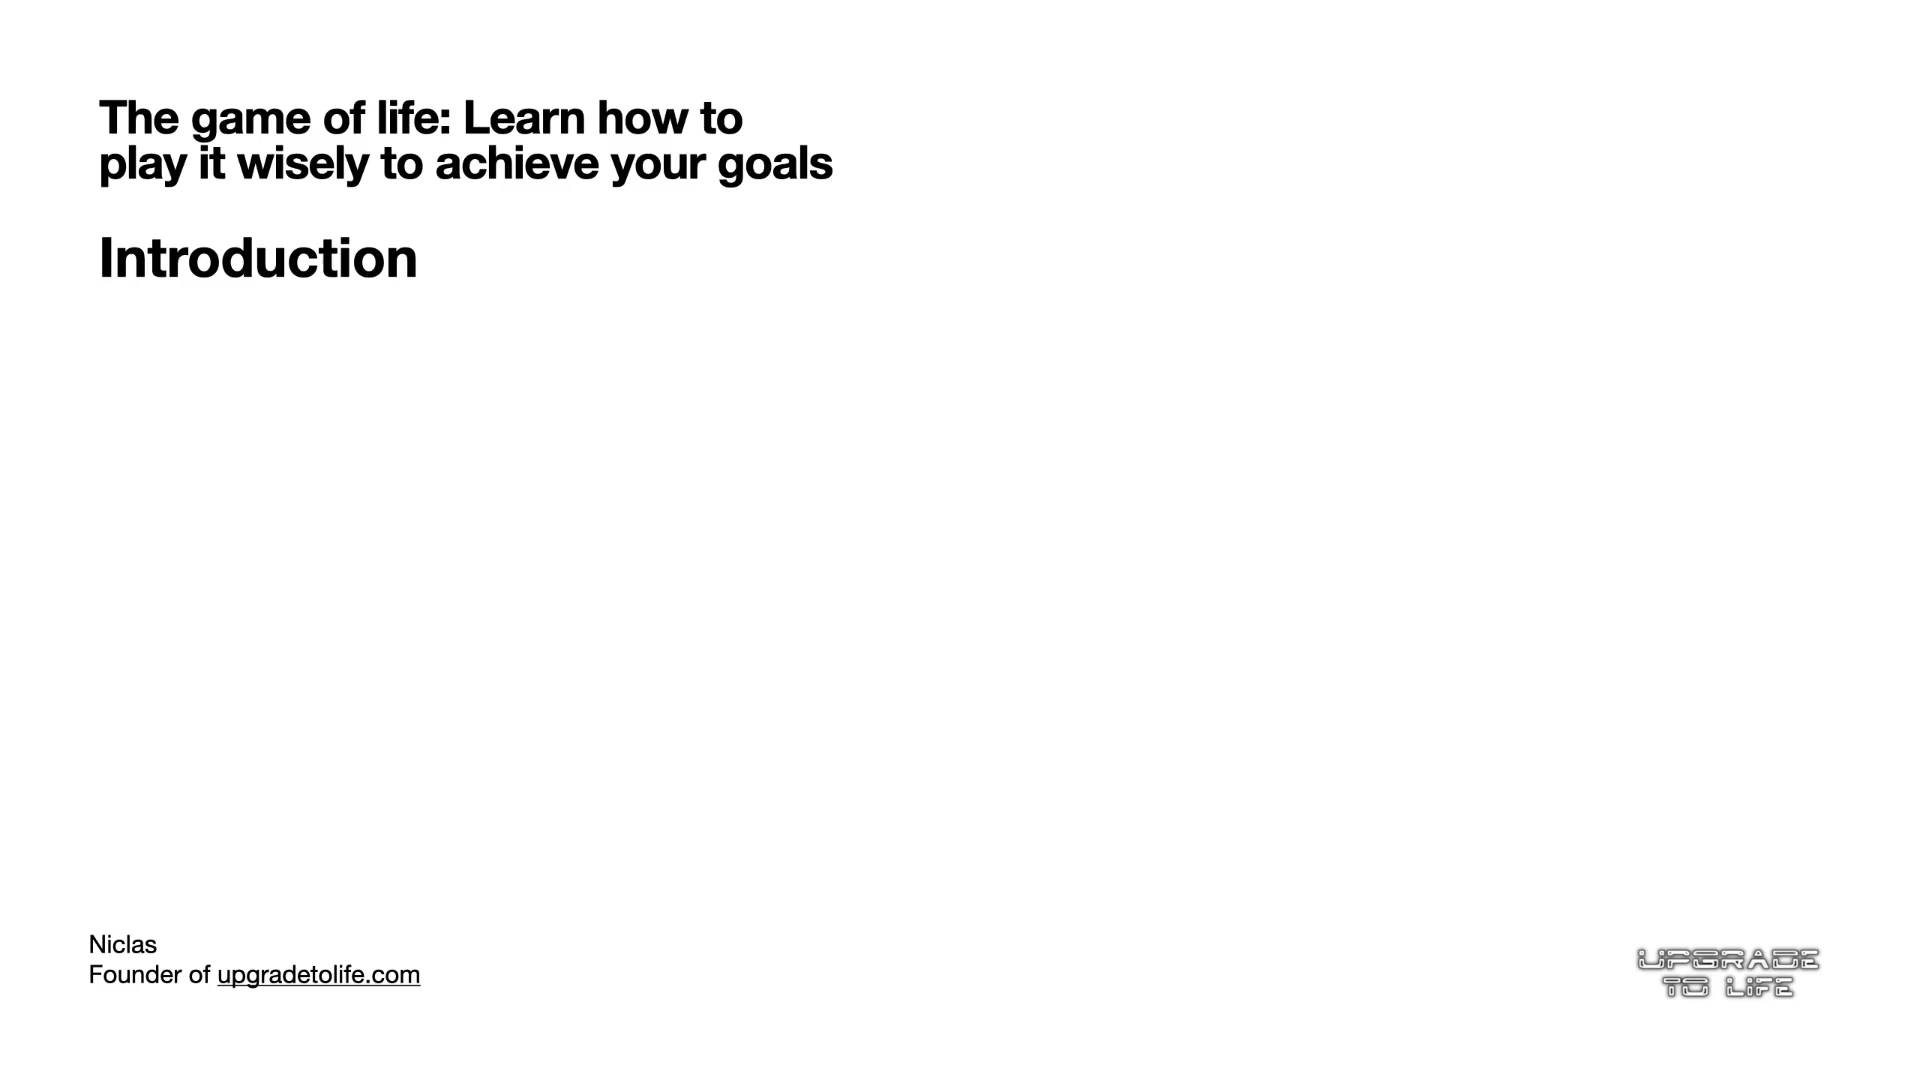 The game of life: Learn how to
play it wisely to achieve your goals
Introduction
Niclas
Founder of upgradetolife.com
UPGRADE
TO LIFE